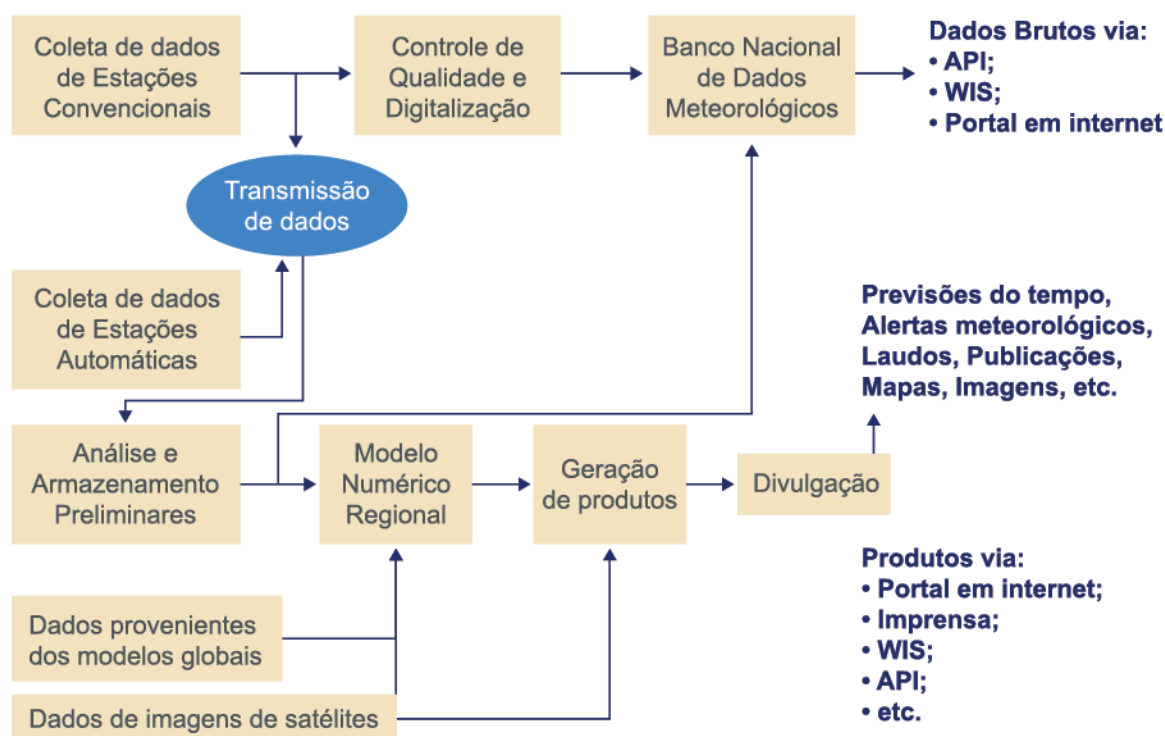 Coleta de dados
de Estações
Convencionais
Controle de
Qualidade e
Digitalização
Banco Nacional
de Dados
Meteorológicos
Dados Brutos via:
• API;
• WIS;
• Portal em internet
Transmissão
de dados
Coleta de dados
de Estações
Automáticas
Previsões do tempo,
Alertas meteorológicos,
Laudos, Publicações,
Mapas, Imagens, etc.
Análise e
Armazenamento
Preliminares
Modelo
Numérico
Regional
Geração
de produtos
Divulgação
Dados provenientes
dos modelos globais
Dados de imagens de satélites
Produtos via:
• Portal em internet;
• Imprensa;
• WIS;
• API;
• etc.